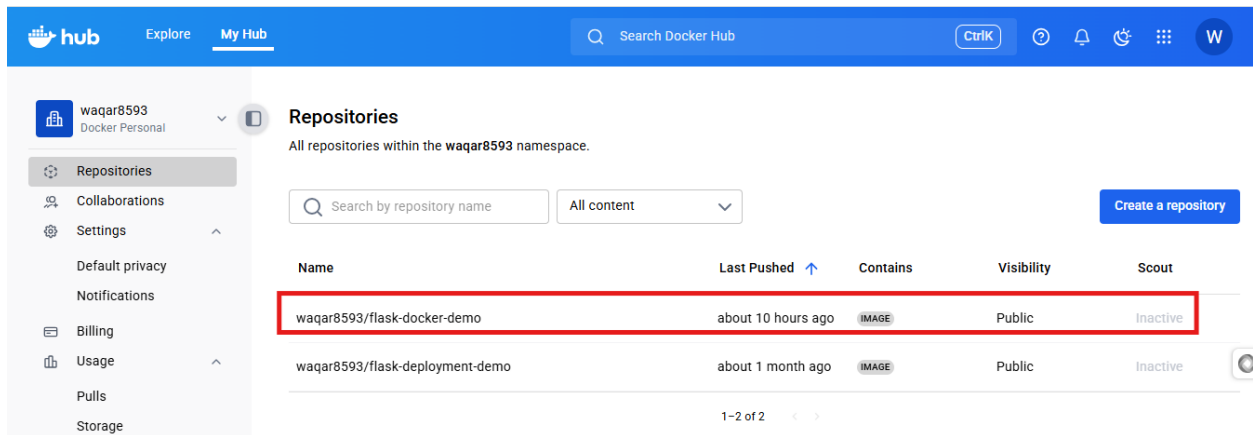 hub Explore My Hub Search Docker Hub CtrlK W
waqar8593
Docker Personal
Repositories
Collaborations
Settings
Default privacy
Notifications
Billing
Usage
Pulls
Storage
Repositories
All repositories within the waqar8593 namespace.
Search by repository name All content Create a repository
Name Last Pushed Contains Visibility Scout
waqar8593/flask-docker-demo about 10 hours ago IMAGE Public Inactive
waqar8593/flask-deployment-demo about 1 month ago IMAGE Public Inactive
1–2 of 2